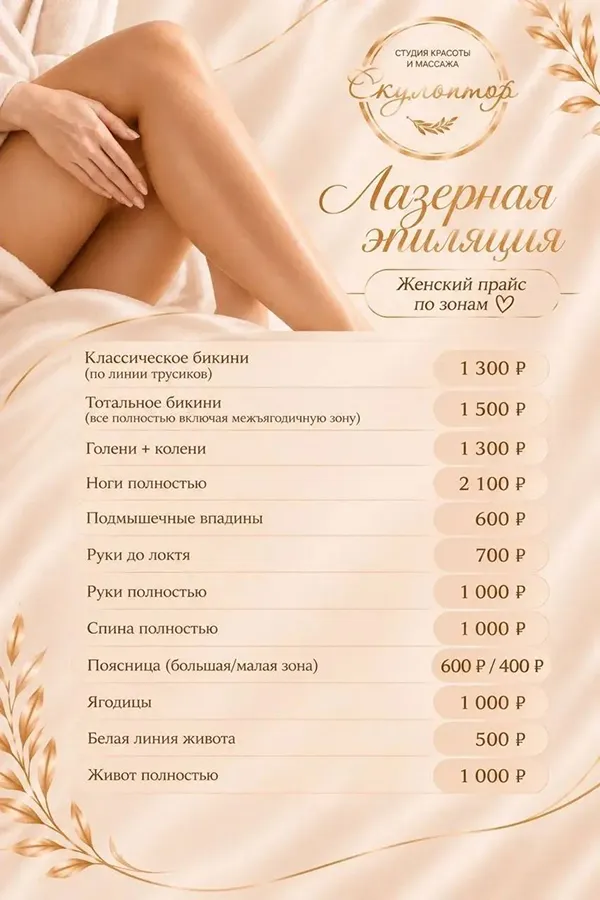 СТУДИЯ КРАСОТЫ
И МАССАЖА
Скульптор
Лазерная
эпиляция
Женский прайс
по зонам ♡
Классическое бикини
(по линии трусиков)
1 300 ₽
Тотальное бикини
(все полностью включая межъягодичную зону)
1 500 ₽
Голени + колени
1 300 ₽
Ноги полностью
2 100 ₽
Подмышечные впадины
600 ₽
Руки до локтя
700 ₽
Руки полностью
1 000 ₽
Спина полностью
1 000 ₽
Поясница (большая/малая зона)
600 ₽ / 400 ₽
Ягодицы
1 000 ₽
Белая линия живота
500 ₽
Живот полностью
1 000 ₽